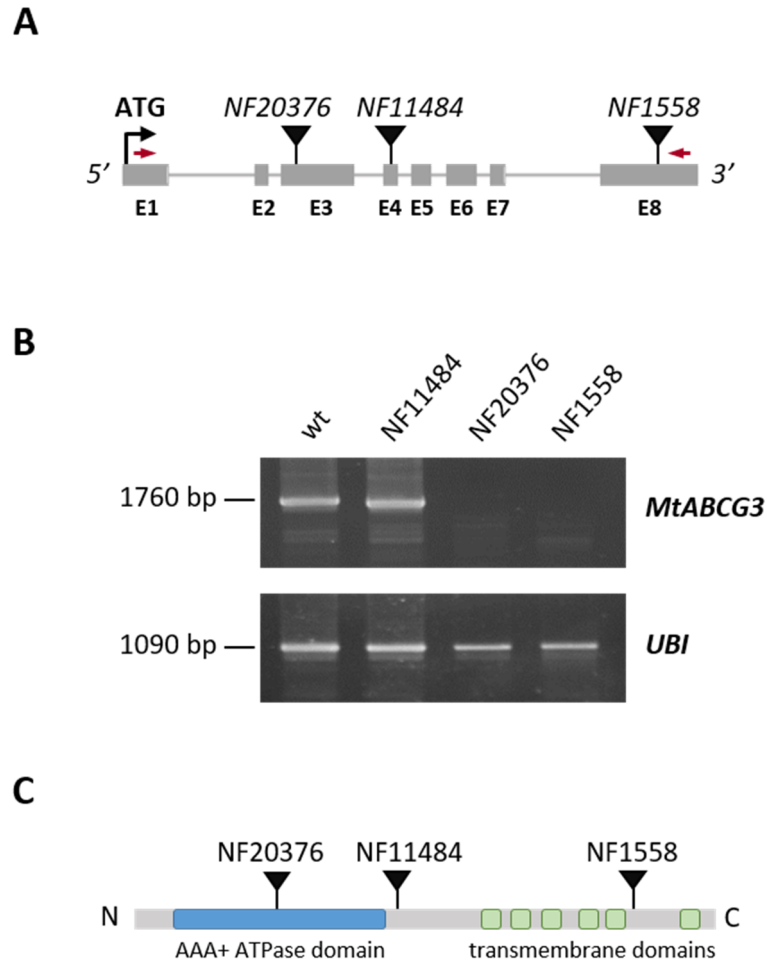 A
ATG NF20376 NF11484 NF1558
5’ 3’
E1 E2 E3 E4 E5 E6 E7 E8
B
wt NF11484 NF20376 NF1558
1760 bp MtABCG3
1090 bp UBI
C
NF20376 NF11484 NF1558
N C
AAA+ ATPase domain transmembrane domains